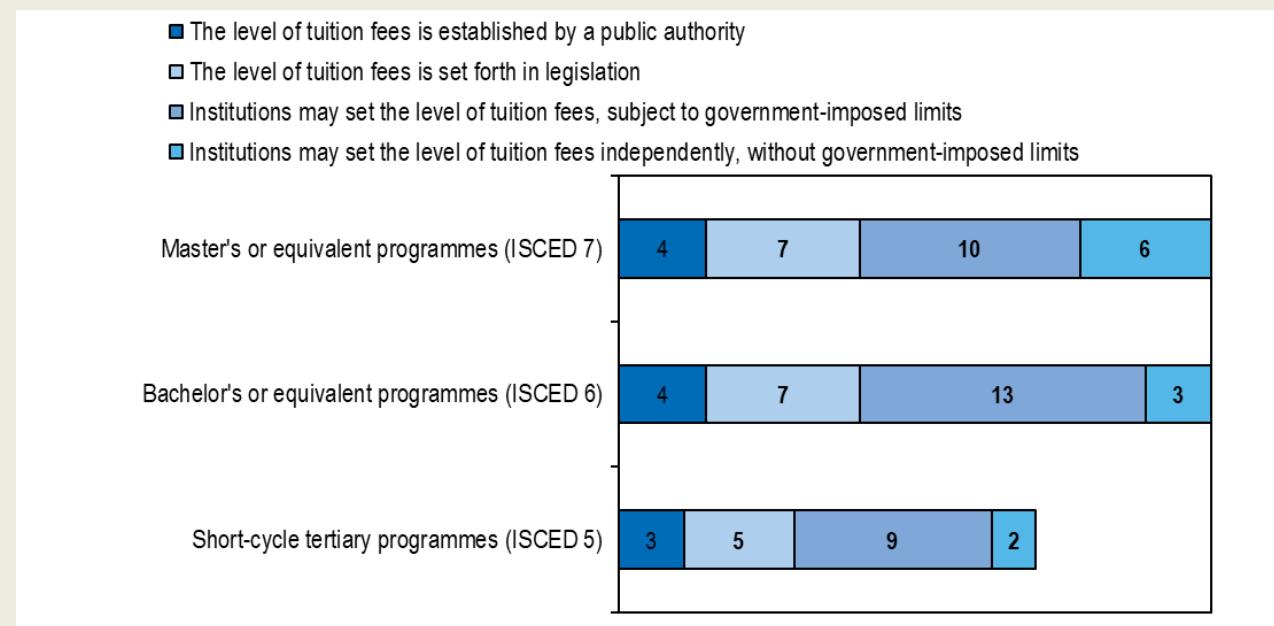 The level of tuition fees is established by a public authority
The level of tuition fees is set forth in legislation
Institutions may set the level of tuition fees, subject to government-imposed limits
Institutions may set the level of tuition fees independently, without government-imposed limits
Master's or equivalent programmes (ISCED 7) 4 7 10 6
Bachelor's or equivalent programmes (ISCED 6) 4 7 13 3
Short-cycle tertiary programmes (ISCED 5) 3 5 9 2